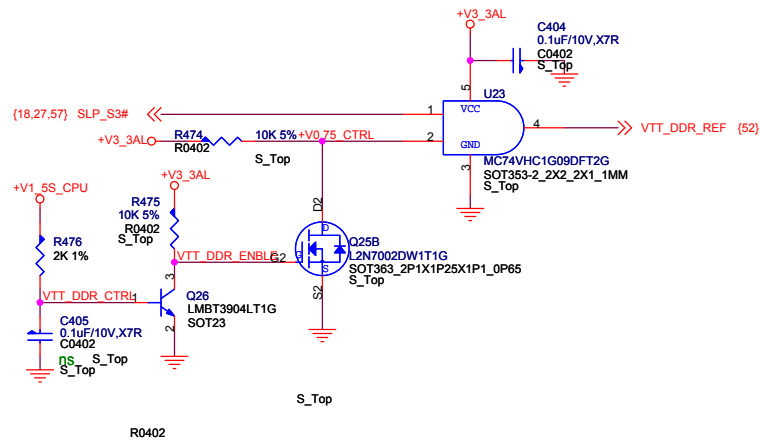 +V3_3AL
C404
0.1uF/10V,X7R
C0402
S_Top
5
U23
{18,27,57} SLP_S3#
1
VCC
4
VTT_DDR_REF {52}
+V3_3AL
R474
10K 5%
+V0.75_CTRL
2
R0402
GND
S_Top
3
MC74VHC1G09DFT2G
SOT353-2_2X2_2X1_1MM
S_Top
+V3_3AL
+V1_5S_CPU
R475
10K 5%
R0402
S_Top
D2
D
Q25B
R476
2K 1%
VTT_DDR_ENBLE
G2
G
L2N7002DW1T1G
S
SOT363_2P1X1P25X1P1_0P65
S_Top
3
S2
VTT_DDR_CTRL
1
Q26
LMBT3904LT1G
SOT23
2
C405
0.1uF/10V,X7R
C0402
ns
S_Top
S_Top
S_Top
R0402